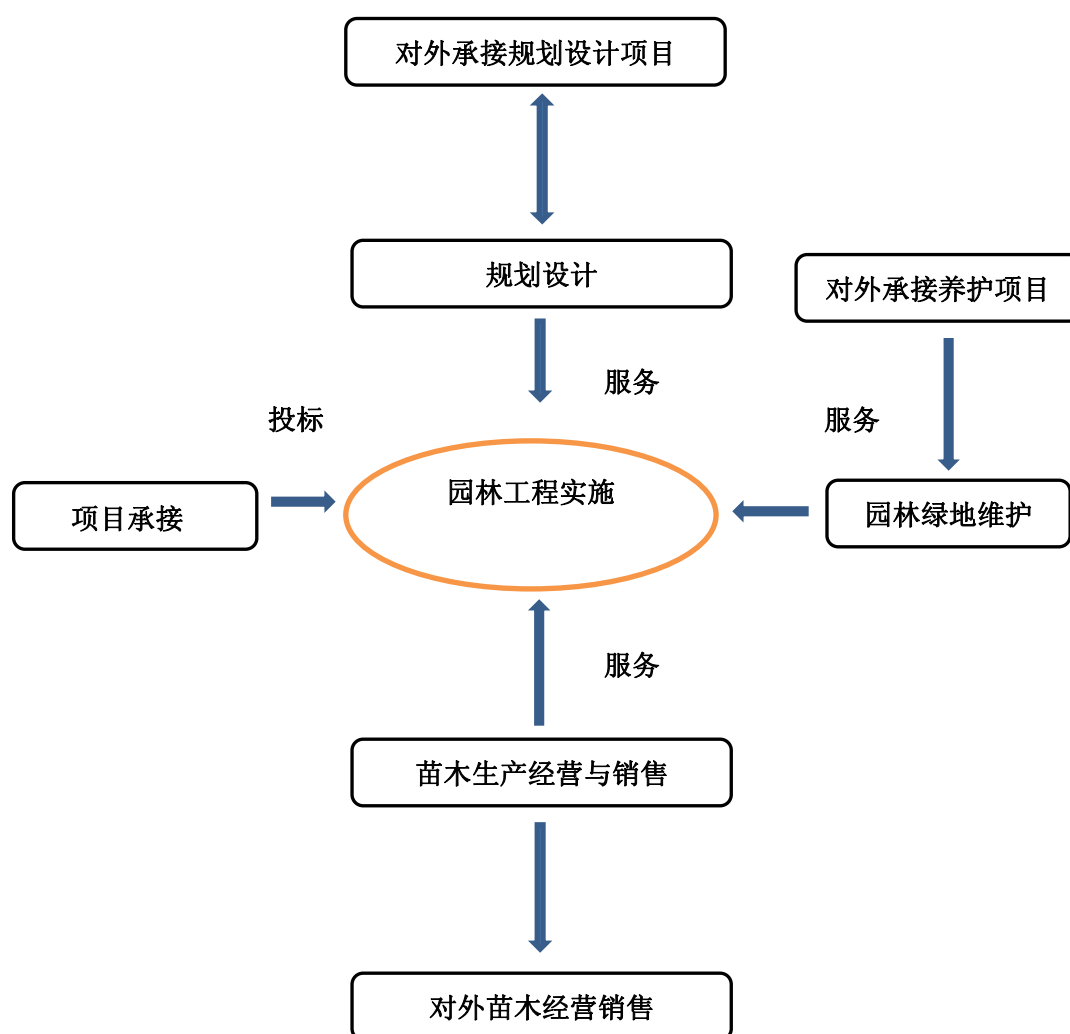 对外承接规划设计项目
规划设计
对外承接养护项目
服务
投标
服务
园林工程实施
项目承接
园林绿地维护
服务
苗木生产经营与销售
对外苗木经营销售